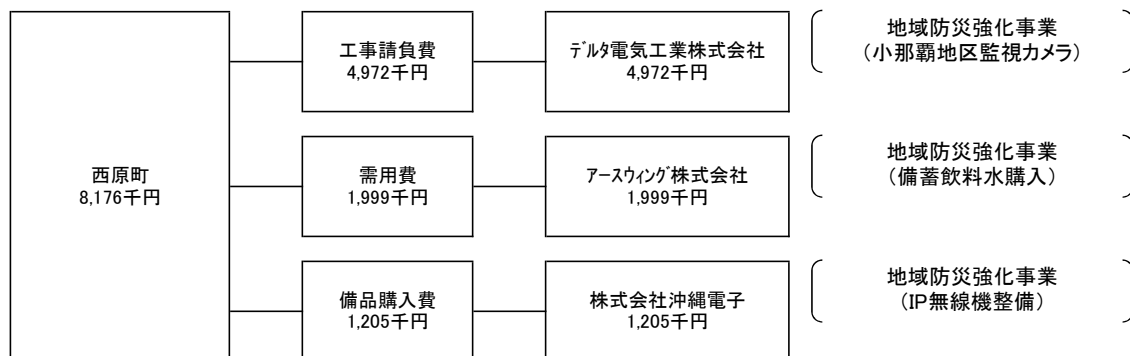 西原町
8,176千円
工事請負費
4,972千円
ﾃﾞﾙﾀ電気工業株式会社
4,972千円
地域防災強化事業
（小那覇地区監視カメラ）
需用費
1,999千円
ｱｰｽｳｨﾝｸﾞ株式会社
1,999千円
地域防災強化事業
（備蓄飲料水購入）
備品購入費
1,205千円
株式会社沖縄電子
1,205千円
地域防災強化事業
（IP無線機整備）